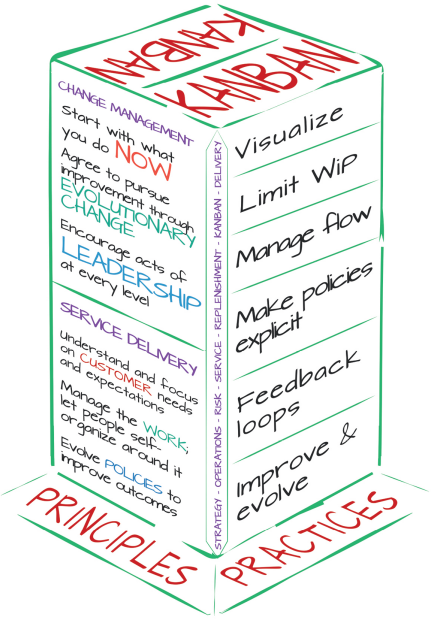 KANBAN
KANBAN
CHANGE MANAGEMENT
Start with what
you do NOW
Agree to pursue
improvement through
EVOLUTIONARY
CHANGE
Encourage acts of
LEADERSHIP
at every level
SERVICE DELIVERY
Understand and focus
on CUSTOMER needs
and expectations
Manage the WORK;
let people self-
organize around it
Evolve POLICIES to
improve outcomes
STRATEGY - OPERATIONS - RISK - SERVICE - REPLENISHMENT - KANBAN - DELIVERY
Visualize
Limit WiP
Manage flow
Make policies
explicit
Feedback
loops
Improve &
evolve
PRINCIPLES
PRACTICES